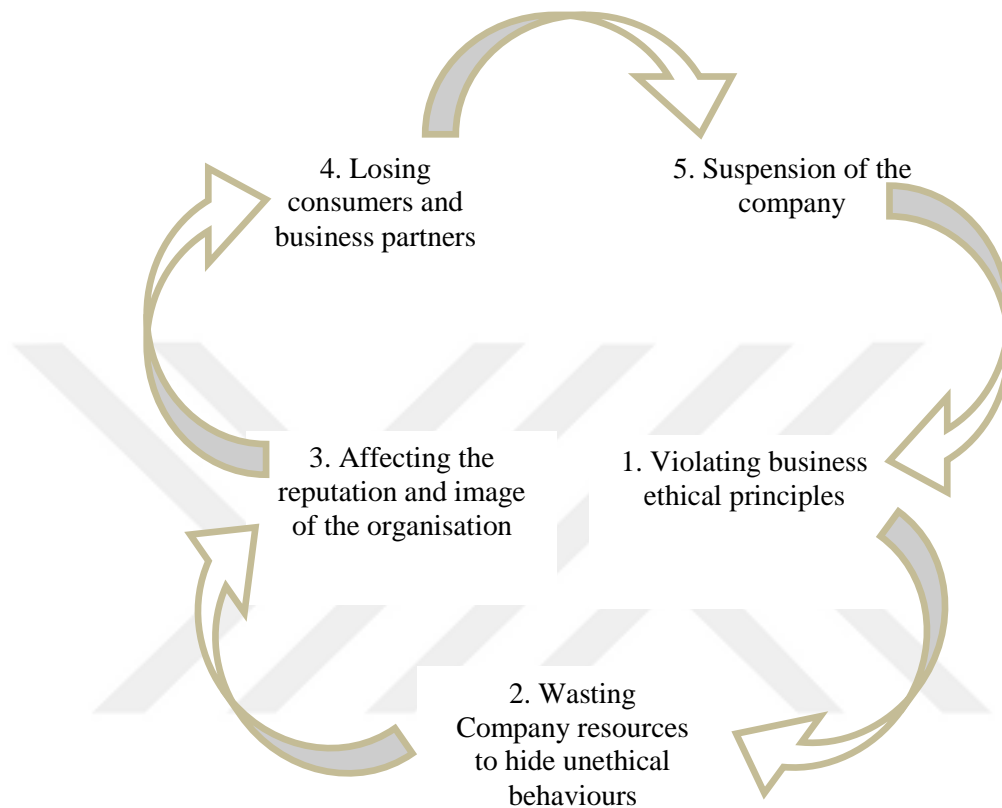 4. Losing
consumers and
business partners
5. Suspension of the
company
3. Affecting the
reputation and image
of the organisation
1. Violating business
ethical principles
2. Wasting
Company resources
to hide unethical
behaviours